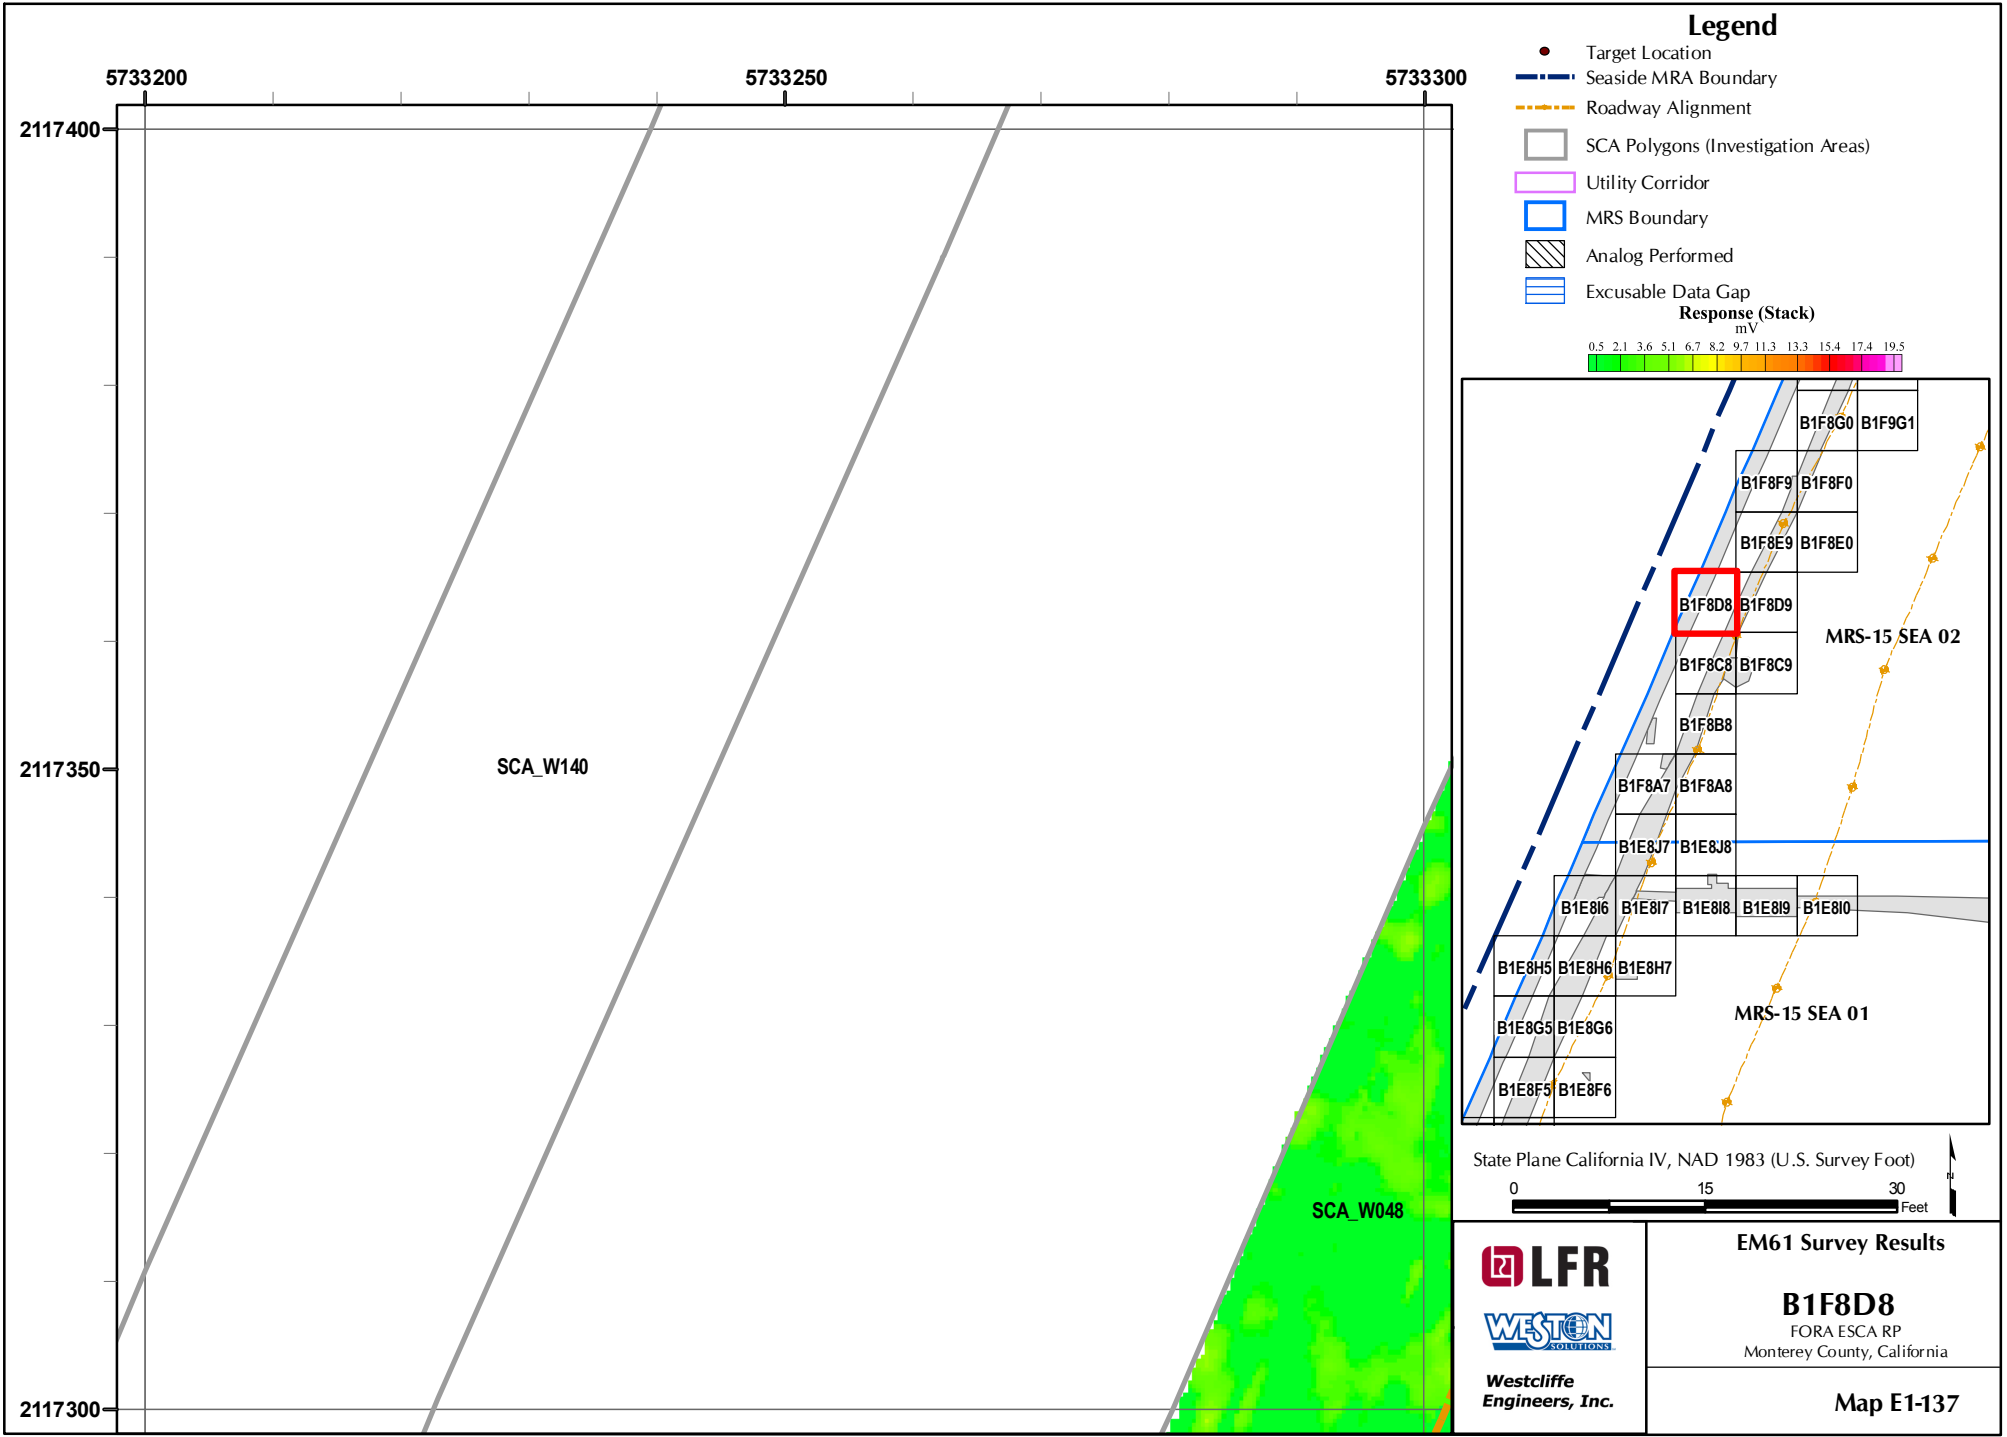 5733200 5733250 5733300
2117400
2117350
2117300
SCA_W140
SCA_W048
Legend
Target Location
Seaside MRA Boundary
Roadway Alignment
SCA Polygons (Investigation Areas)
Utility Corridor
MRS Boundary
Analog Performed
Excusable Data Gap
Response (Stack)
mV
0.5 2.1 3.6 5.1 6.7 8.2 9.7 11.3 13.3 15.4 17.4 19.5
B1F8G0 B1F9G1
B1F8F9 B1F8F0
B1F8E9 B1F8E0
B1F8D8 B1F8D9
MRS-15 SEA 02
B1F8C8 B1F8C9
B1F8B8
B1F8A7 B1F8A8
B1E8J7 B1E8J8
B1E8I6 B1E8I7 B1E8I8 B1E8I9 B1E8I0
B1E8H5 B1E8H6 B1E8H7
MRS-15 SEA 01
B1E8G5 B1E8G6
B1E8F5 B1E8F6
State Plane California IV, NAD 1983 (U.S. Survey Foot)
0 15 30
Feet
N
LFR
WESTON
SOLUTIONS
Westcliffe
Engineers, Inc.
EM61 Survey Results
B1F8D8
FORA ESCA RP
Monterey County, California
Map E1-137